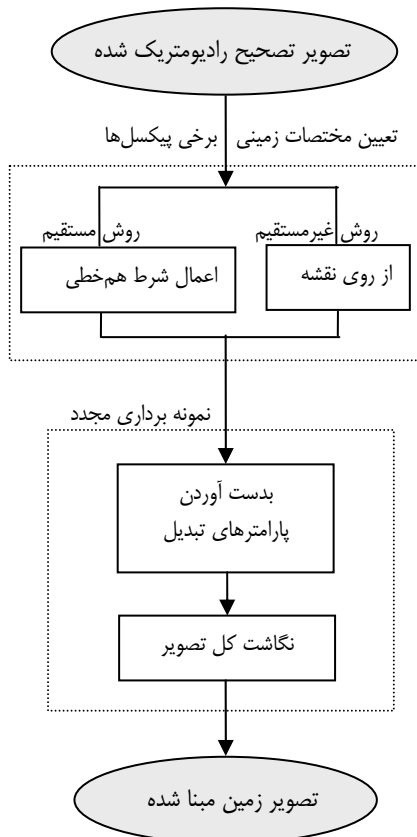 تصویر تصحیح رادیومتریک شده
تعیین مختصات زمینی برخی پیکسل‌ها
روش غیرمستقیم
روش مستقیم
از روی نقشه
اعمال شرط هم‌خطی
نمونه برداری مجدد
بدست آوردن
پارامترهای تبدیل
نگاشت کل تصویر
تصویر زمین مبنا شده